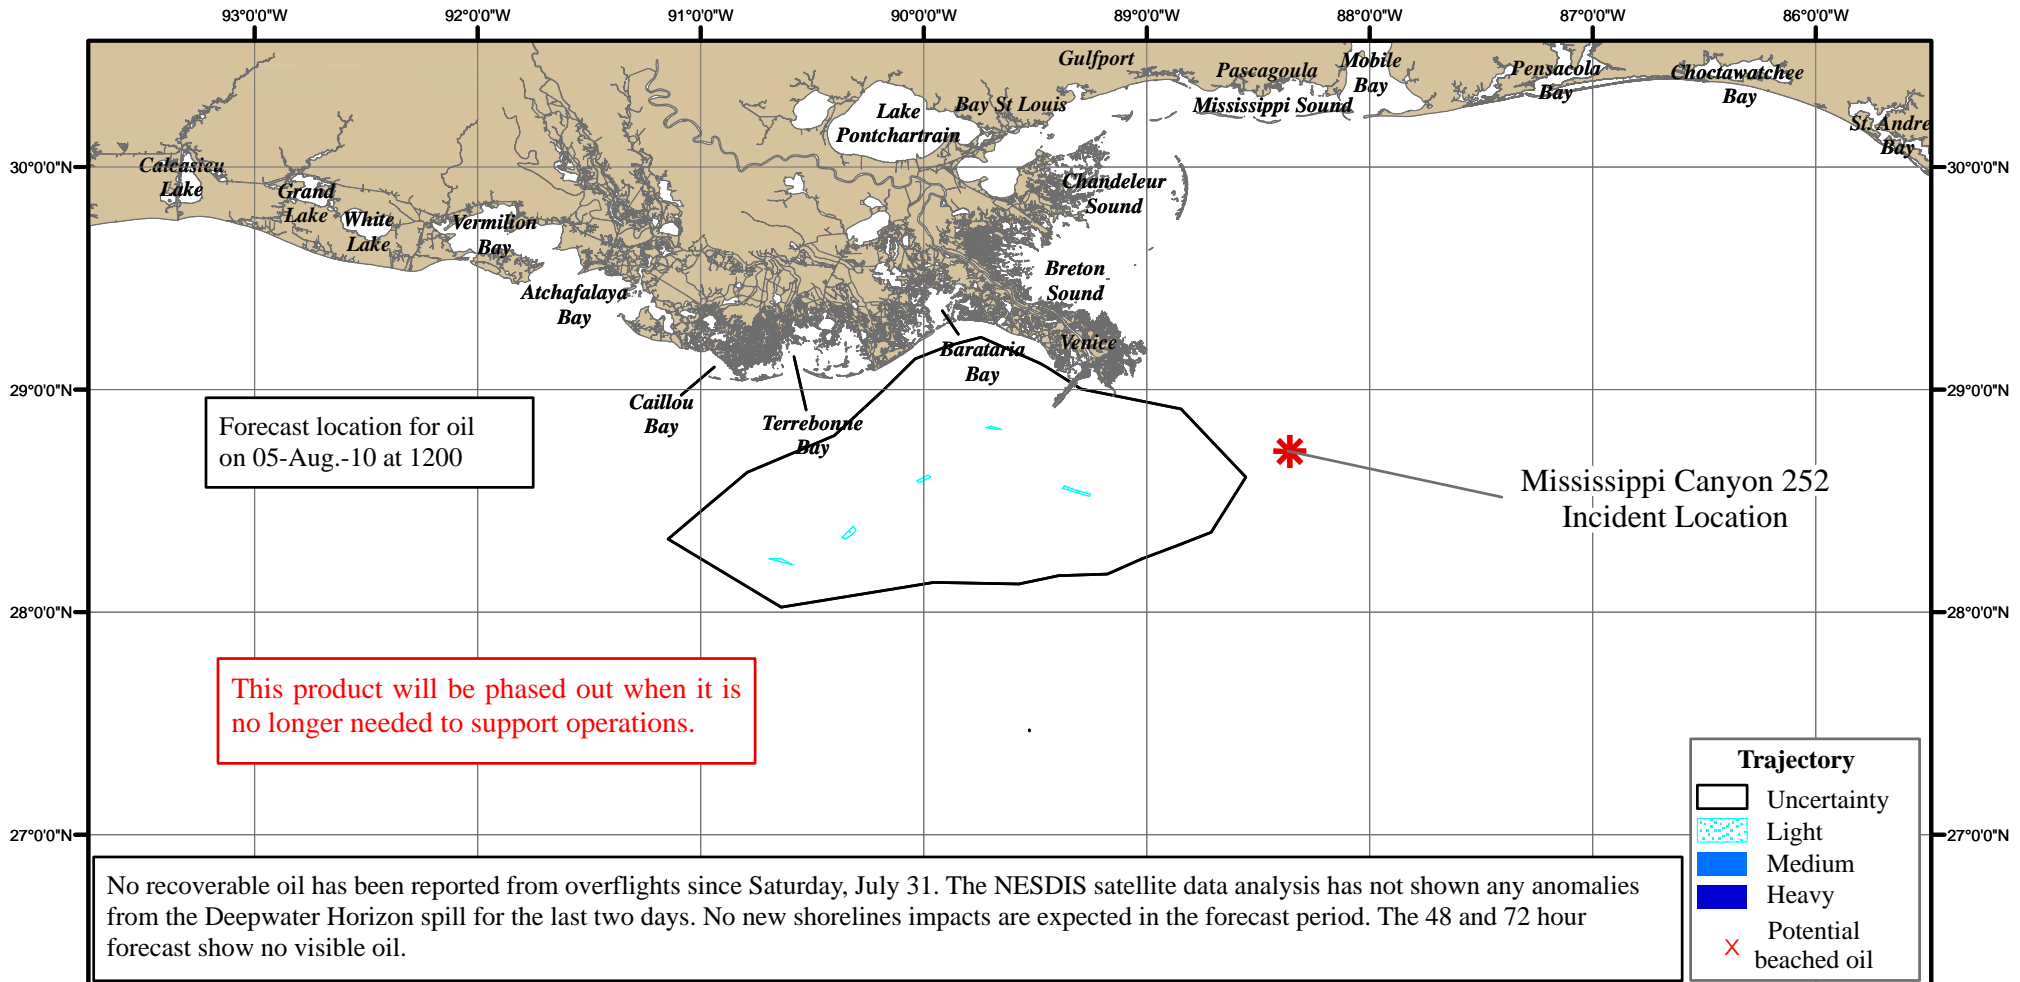 93°0'0"W
92°0'0"W
91°0'0"W
90°0'0"W
89°0'0"W
88°0'0"W
87°0'0"W
86°0'0"W
Gulfport
Pascagoula
Mobile
Bay
Pensacola
Bay
Choctawatchee
Bay
St. Andre
Bay
Mississippi Sound
Bay St Louis
Lake
Pontchartrain
30°0'0"N
30°0'0"N
Calcasieu
Lake
Grand
Lake
White
Lake
Vermilion
Bay
Chandeleur
Sound
Atchafalaya
Bay
Breton
Sound
Venice
Barataria
Bay
29°0'0"N
29°0'0"N
Caillou
Bay
Terrebonne
Bay
Forecast location for oil
on 05-Aug.-10 at 1200
Mississippi Canyon 252
Incident Location
28°0'0"N
28°0'0"N
This product will be phased out when it is
no longer needed to support operations.
27°0'0"N
27°0'0"N
Trajectory
Uncertainty
Light
Medium
Heavy
Potential
beached oil
No recoverable oil has been reported from overflights since Saturday, July 31. The NESDIS satellite data analysis has not shown any anomalies
from the Deepwater Horizon spill for the last two days. No new shorelines impacts are expected in the forecast period. The 48 and 72 hour
forecast show no visible oil.